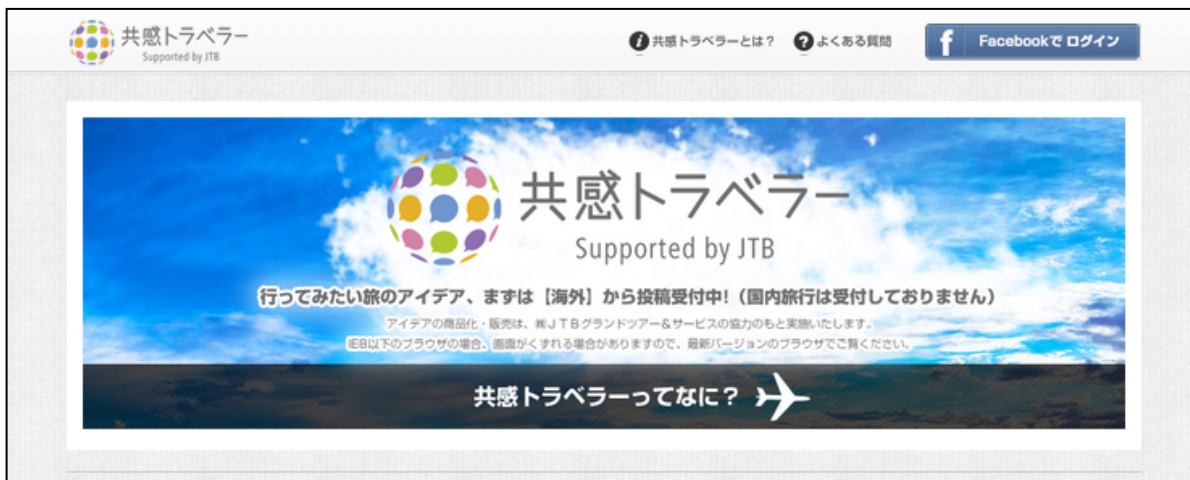 共感トラベラー
Supported by JTB
共感トラベラーとは？
よくある質問
f Facebookで ログイン
共感トラベラー
Supported by JTB
行ってみたい旅のアイデア、まずは【海外】から投稿受付中！（国内旅行は受付しておりません）
アイデアの商品化・販売は、㈱ＪＴＢグランドツアー＆サービスの協力のもと実施いたします。
IE8以下のブラウザの場合、画面がくずれる場合がありますので、最新バージョンのブラウザでご覧ください。
共感トラベラーってなに？